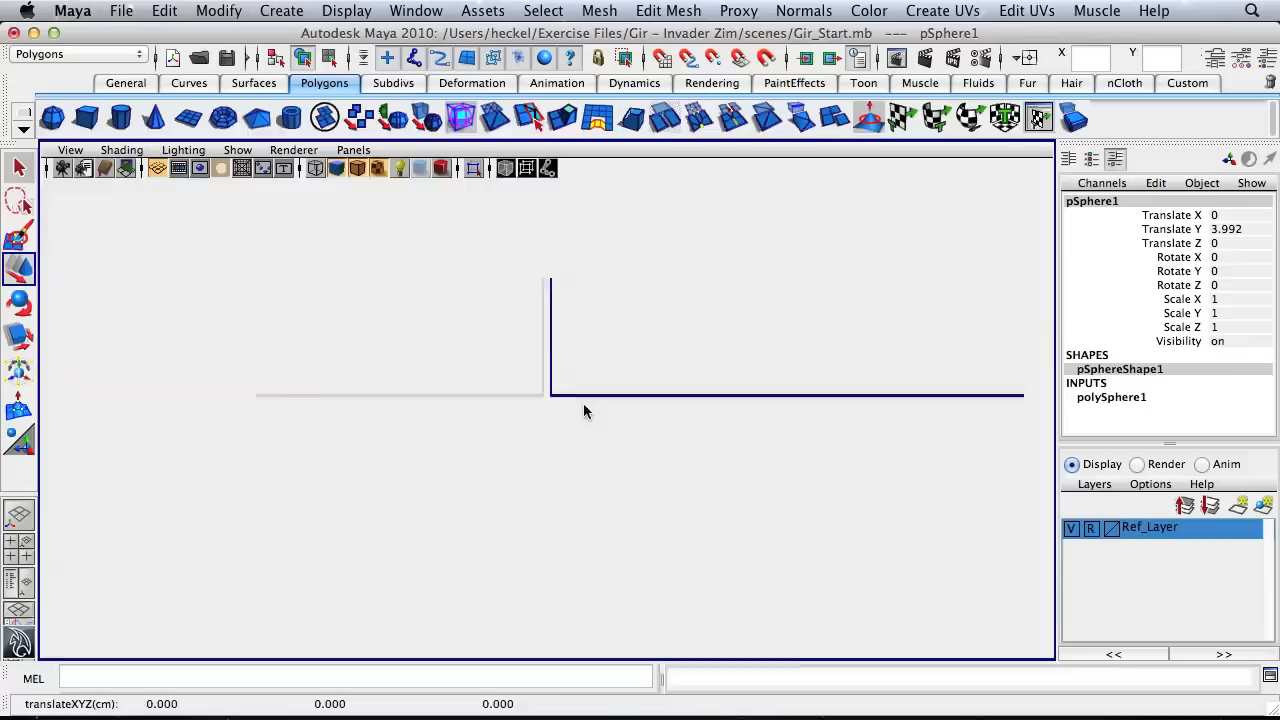 Maya File Edit Modify Create Display Window Assets Select Mesh Edit Mesh Proxy Normals Color Create UVs Edit UVs Muscle Help
Autodesk Maya 2010: /Users/heckel/Exercise Files/Gir – Invader Zim/scenes/Gir_Start.mb --- pSphere1
Polygons X Y
General Curves Surfaces Polygons Subdivs Deformation Animation Dynamics Rendering PaintEffects Toon Muscle Fluids Fur Hair nCloth Custom
View Shading Lighting Show Renderer Panels
Channels Edit Object Show
pSphere1
Translate X 0
Translate Y 3.992
Translate Z 0
Rotate X 0
Rotate Y 0
Rotate Z 0
Scale X 1
Scale Y 1
Scale Z 1
Visibility on
SHAPES
pSphereShape1
INPUTS
polySphere1
Display Render Anim
Layers Options Help
V R Ref_Layer
<< >>
MEL
translateXYZ(cm): 0.000 0.000 0.000